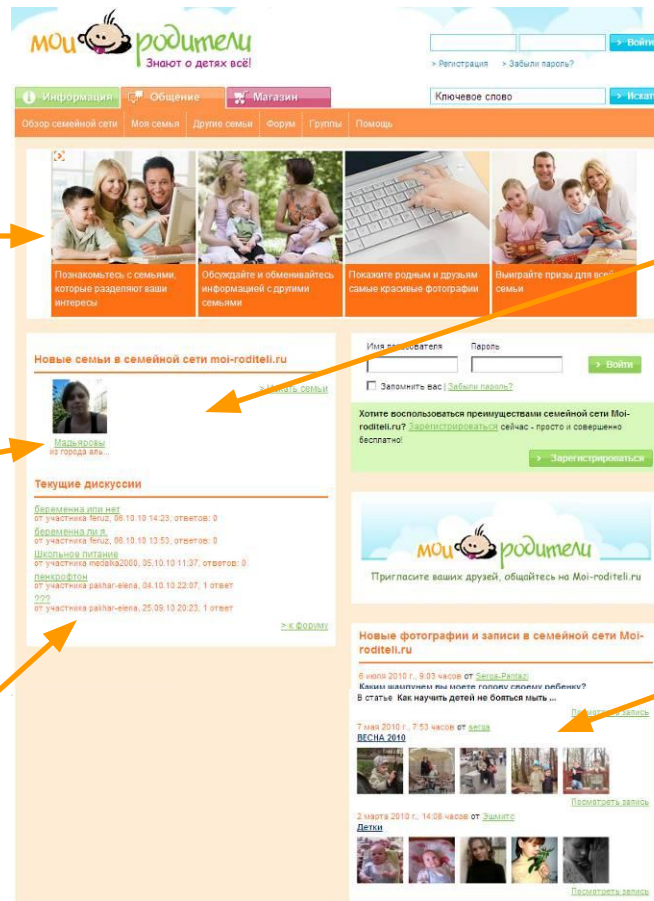 мои родители
Знают о детях всё!
> Войти
> Регистрация > Забыли пароль?
Информация Общение Магазин
Ключевое слово > Искать
Обзор семейной сети Моя семья Другие семьи Форум Группы Помощь
Познакомьтесь с семьями, которые разделяют ваши интересы
Обсуждайте и обменивайтесь информацией с другими семьями
Покажите родным и друзьям самые красивые фотографии
Выиграйте призы для всей семьи
Новые семьи в семейной сети moi-roditeli.ru
> Искать семьи
Мадьяровы
из города аль...
Текущие дискуссии
беременна или нет
от участника feruz, 06.10.10 14:23, ответов: 0
беременна ли я.
от участника feruz, 06.10.10 13:53, ответов: 0
Школьное питание
от участника medalka2000, 05.10.10 11:37, ответов: 0
пенкрофтон
от участника pakhar-elena, 04.10.10 22:07, 1 ответ
???
от участника pakhar-elena, 25.09.10 20:23, 1 ответ
> к форуму
Имя пользователя Пароль
> Войти
Запомнить вас | Забыли пароль?
Хотите воспользоваться преимуществами семейной сети Moi-
roditeli.ru? Зарегистрироваться сейчас - просто и совершенно
бесплатно!
> Зарегистрироваться
мои родители
Пригласите ваших друзей, общайтесь на Moi-roditeli.ru
Новые фотографии и записи в семейной сети Moi-
roditeli.ru
6 июля 2010 г., 9:03 часов от
Каким шампунем вы моете голову своему ребенку?
В статье Как научить детей не бояться мыть ...
Посмотреть запись
7 мая 2010 г., 7:53 часов от serga
ВЕСНА 2010
Посмотреть запись
2 марта 2010 г., 14:06 часов от Эшмитс
Детки
Посмотреть запись